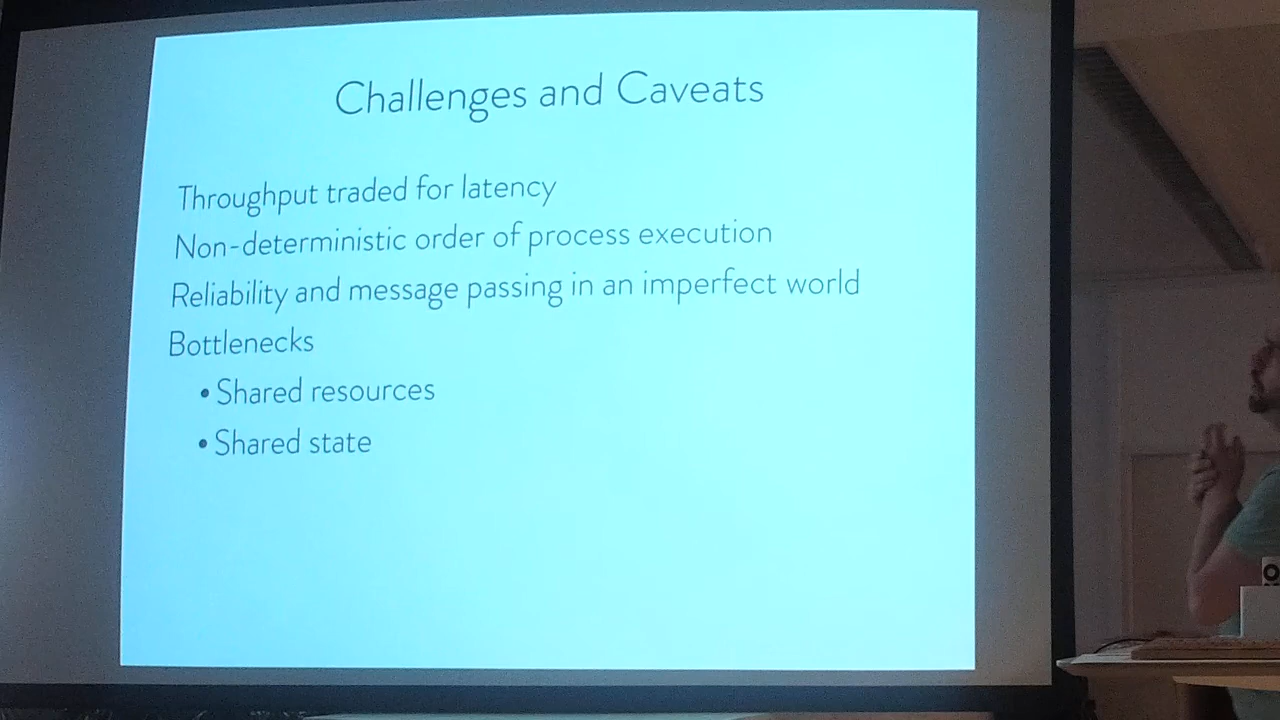 Challenges and Caveats
Throughput traded for latency
Non-deterministic order of process execution
Reliability and message passing in an imperfect world
Bottlenecks
• Shared resources
• Shared state